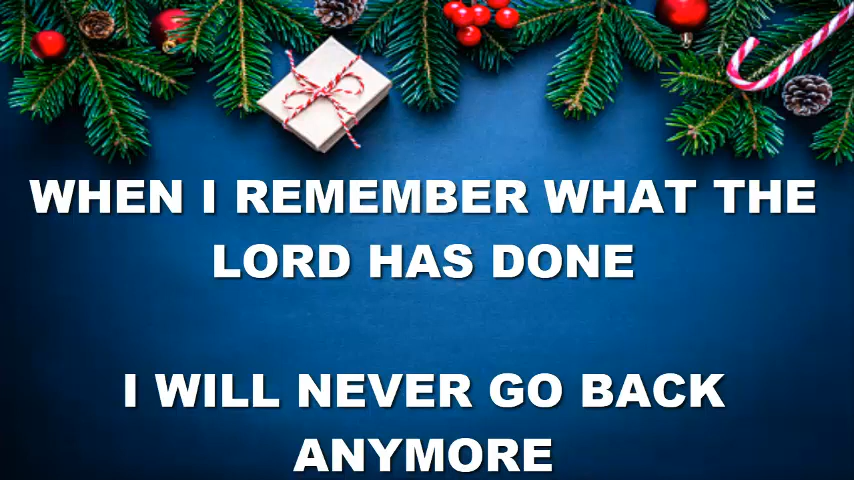 WHEN I REMEMBER WHAT THE
LORD HAS DONE
I WILL NEVER GO BACK
ANYMORE